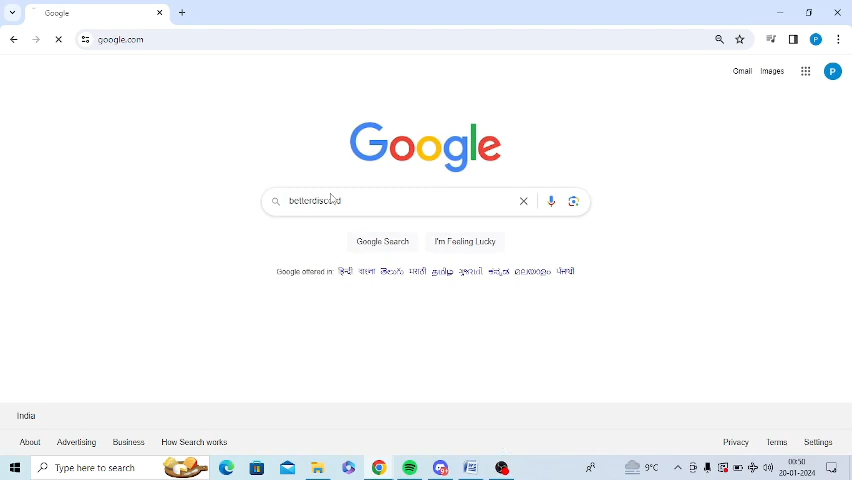 Google
google.com
Gmail Images
P
P
Google
betterdiscord
Google Search I'm Feeling Lucky
Google offered in: हिन्दी বাংলা తెలుగు मराठी தமிழ் ગુજરાતી ಕನ್ನಡ മലയാളം ਪੰਜਾਬੀ
India
About Advertising Business How Search works Privacy Terms Settings
Type here to search 9°C 00:50
20-01-2024